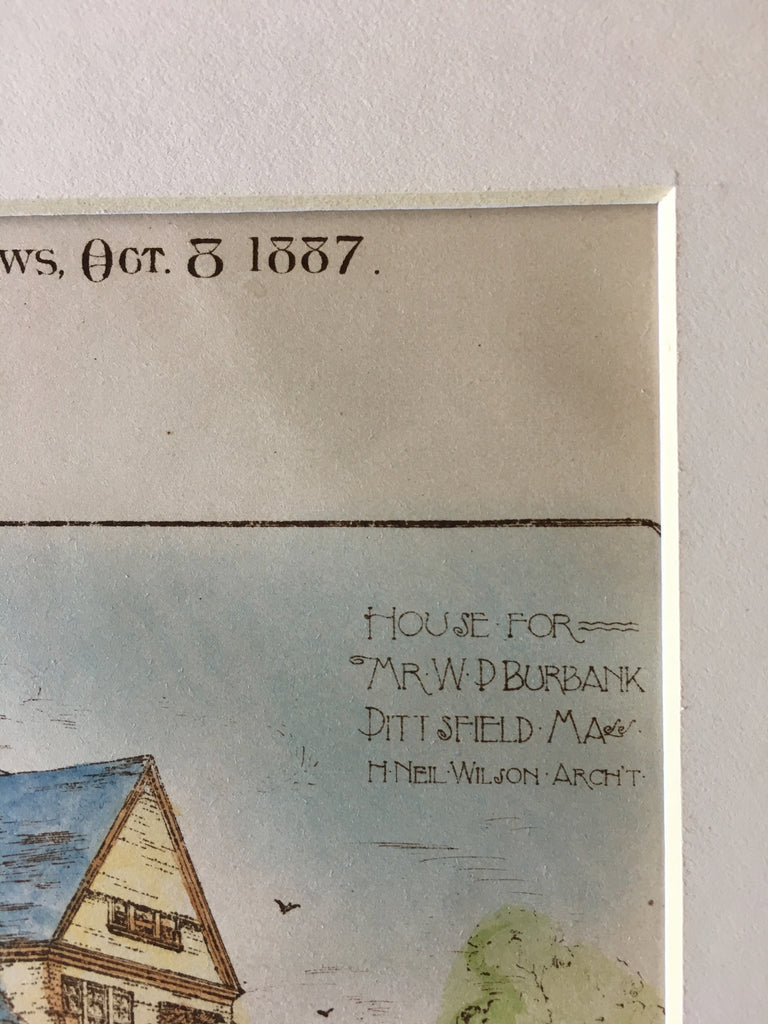 WS, OCT. 8 1887.
HOUSE · FOR
MR · W · D BURBANK
PITTSFIELD · MASS ·
H · NEIL · WILSON · ARCH'T ·